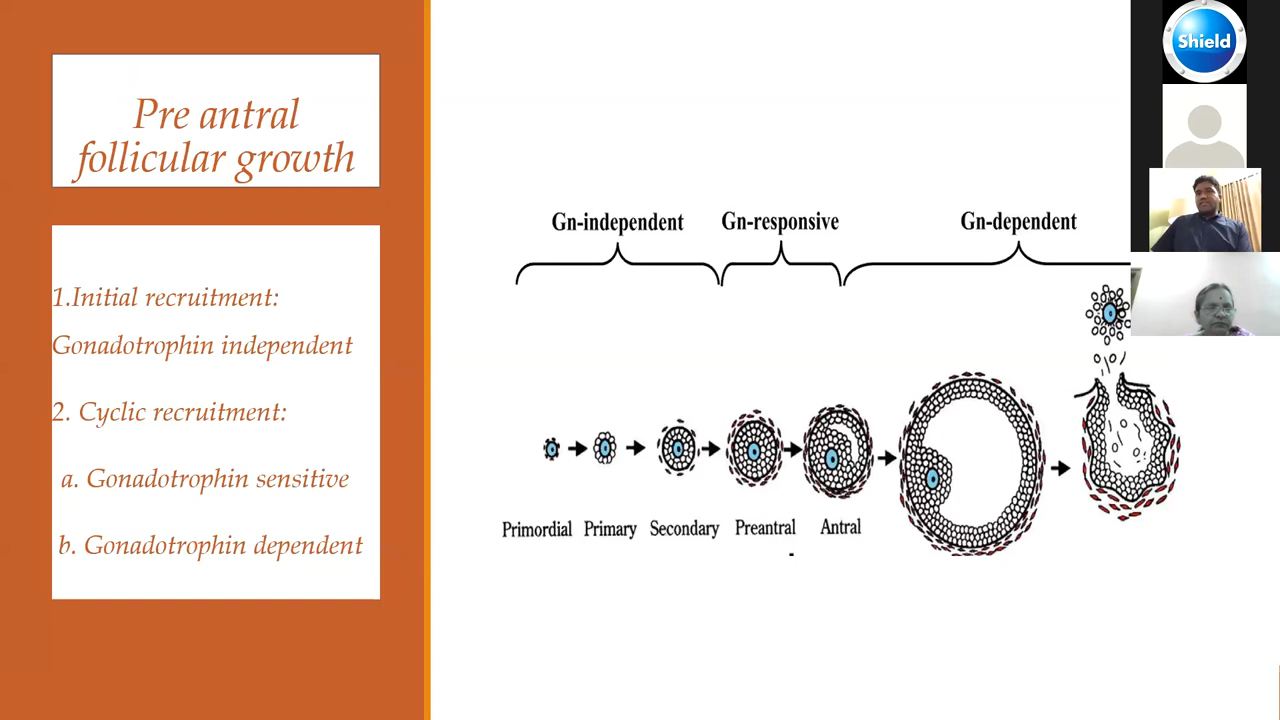 Pre antral
follicular growth
1.Initial recruitment:
Gonadotrophin independent
2. Cyclic recruitment:
a. Gonadotrophin sensitive
b. Gonadotrophin dependent
Gn-independent Gn-responsive Gn-dependent
Primordial Primary Secondary Preantral Antral
Shield